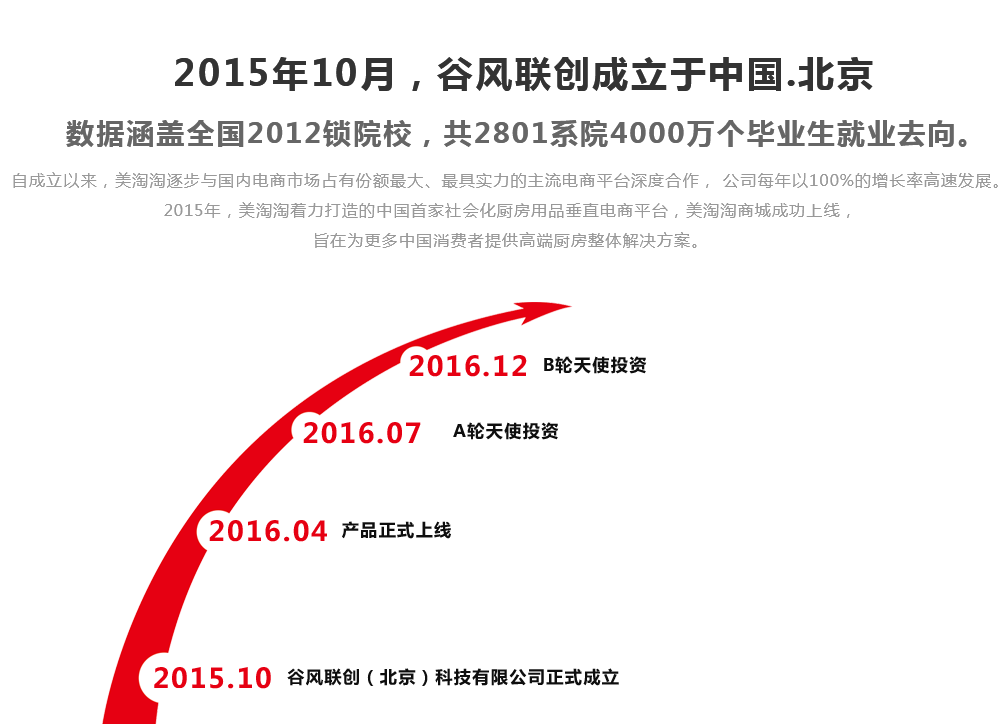 2015年10月，谷风联创成立于中国.北京
数据涵盖全国2012锁院校，共2801系院4000万个毕业生就业去向。
自成立以来，美淘淘逐步与国内电商市场占有份额最大、最具实力的主流电商平台深度合作， 公司每年以100%的增长率高速发展。
2015年，美淘淘着力打造的中国首家社会化厨房用品垂直电商平台，美淘淘商城成功上线，
旨在为更多中国消费者提供高端厨房整体解决方案。
2016.12 B轮天使投资
2016.07 A轮天使投资
2016.04 产品正式上线
2015.10 谷风联创（北京）科技有限公司正式成立